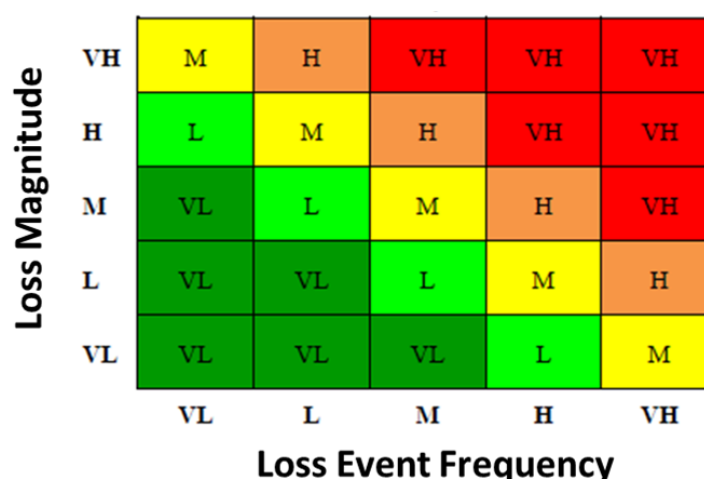 Loss Magnitude
VH M H VH VH VH
H L M H VH VH
M VL L M H VH
L VL VL L M H
VL VL VL VL L M
VL L M H VH
Loss Event Frequency